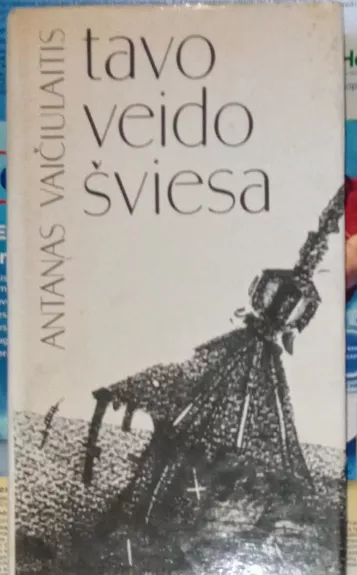 tavo
veido
šviesa
ANTANAS VAIČIULAITIS